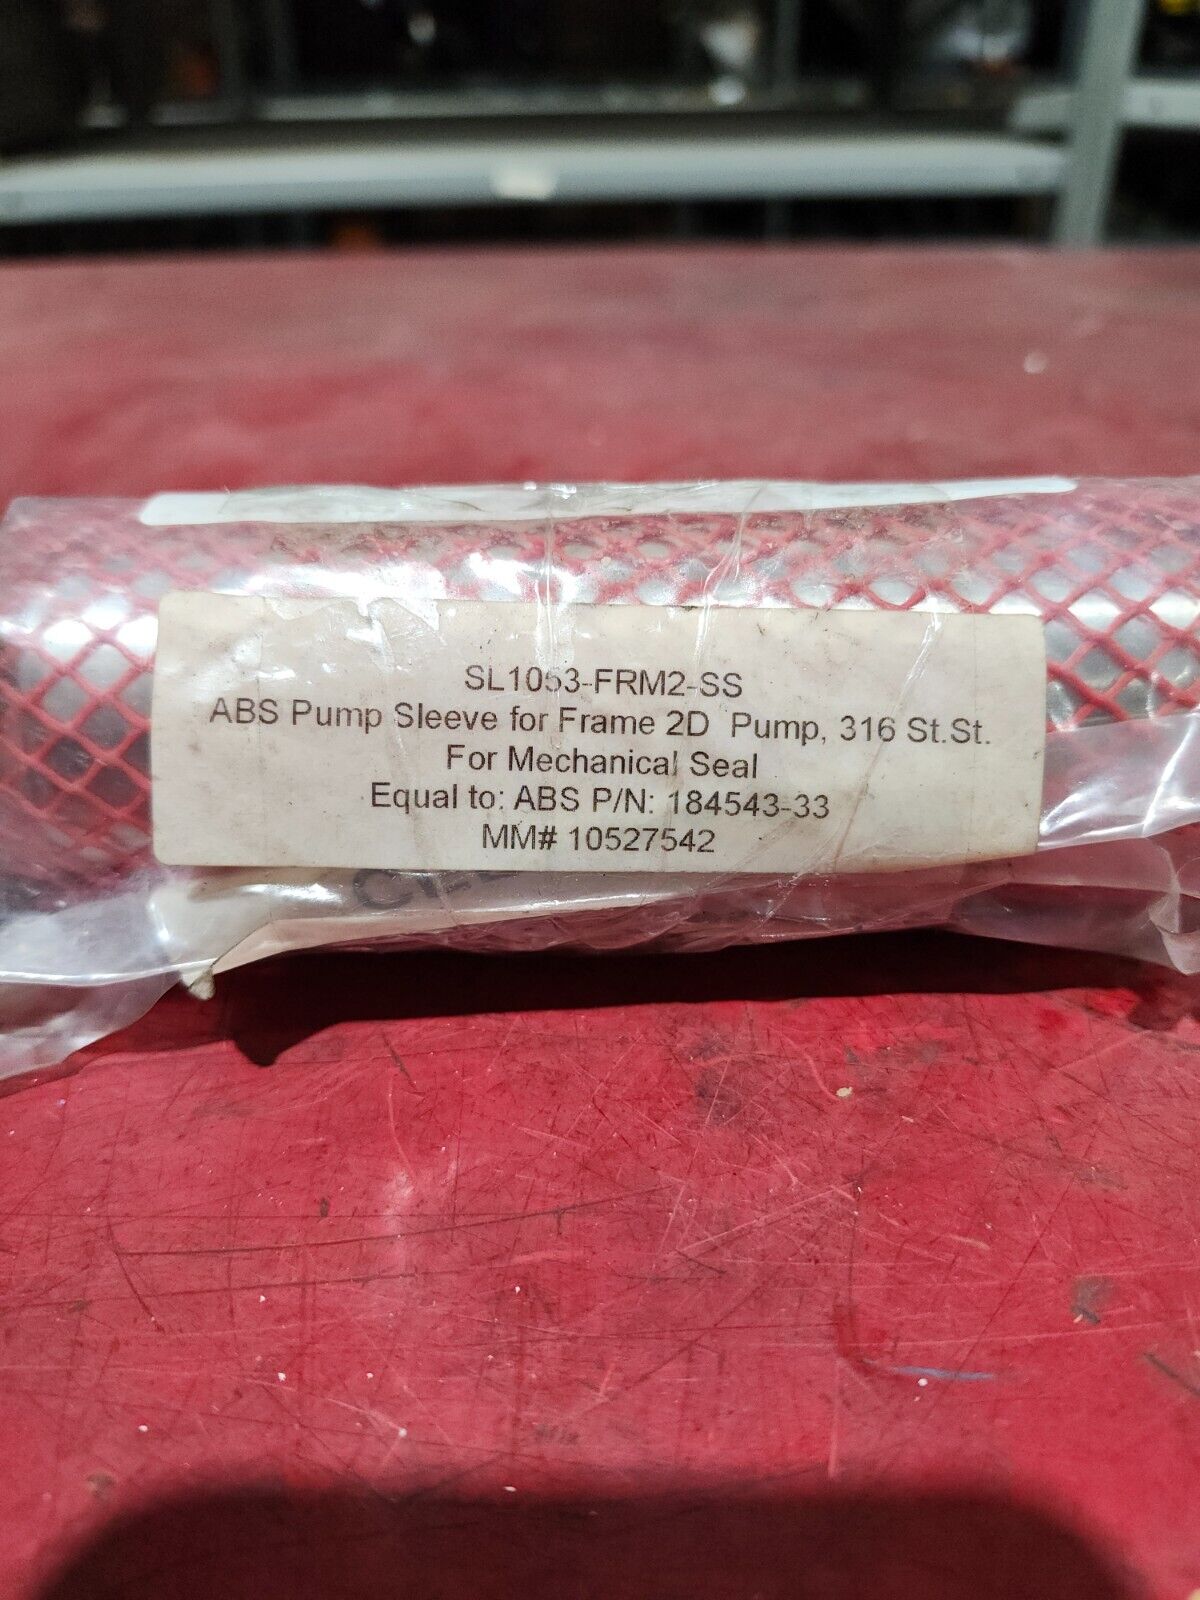 SL1053-FRM2-SS
ABS Pump Sleeve for Frame 2D Pump, 316 St.St.
For Mechanical Seal
Equal to: ABS P/N: 184543-33
MM# 10527542